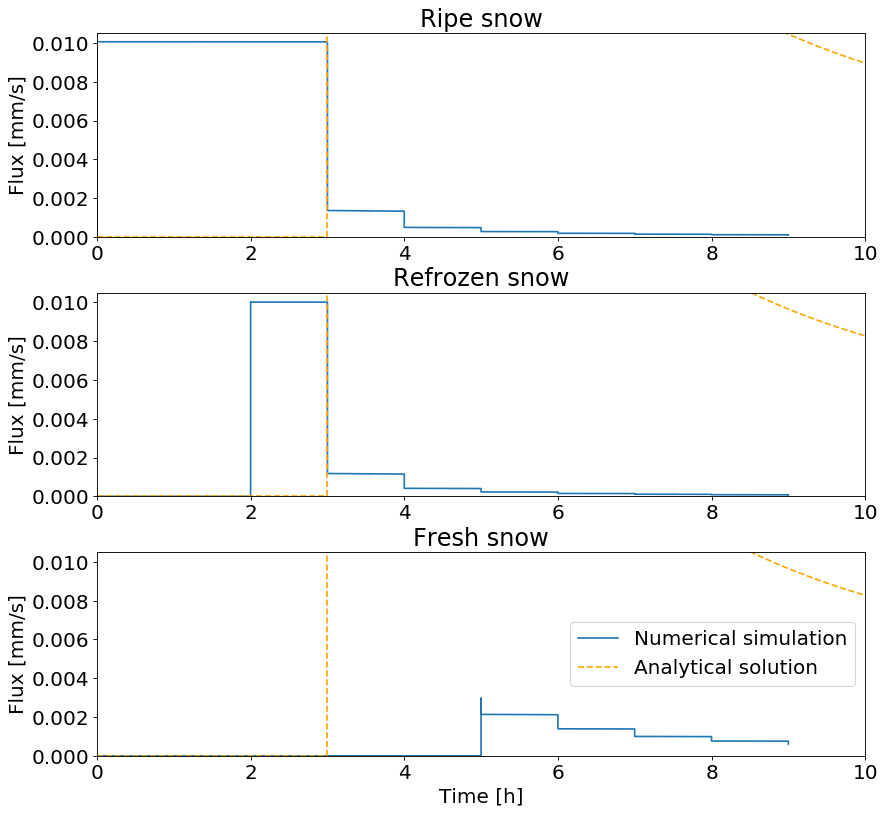 Ripe snow
0.010
0.008
0.006
0.004
0.002
0.000
Flux [mm/s]
0 2 4 6 8 10
Refrozen snow
0.010
0.008
0.006
0.004
0.002
0.000
Flux [mm/s]
0 2 4 6 8 10
Fresh snow
0.010
0.008
0.006
0.004
0.002
0.000
Flux [mm/s]
Numerical simulation
Analytical solution
0 2 4 6 8 10
Time [h]